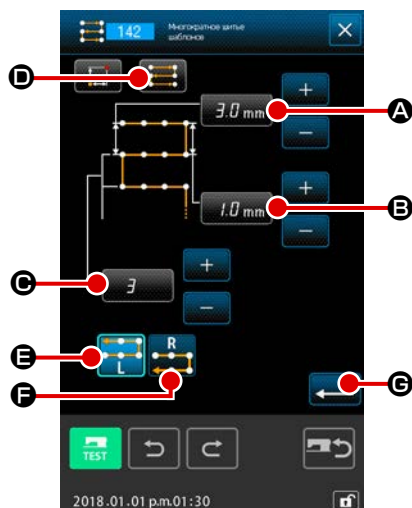 142
Многократное шитье
шаблонов
D
3.0 mm
A
1.0 mm
B
C
3
E
L
R
F
G
TEST
2018.01.01 p.m.01:30